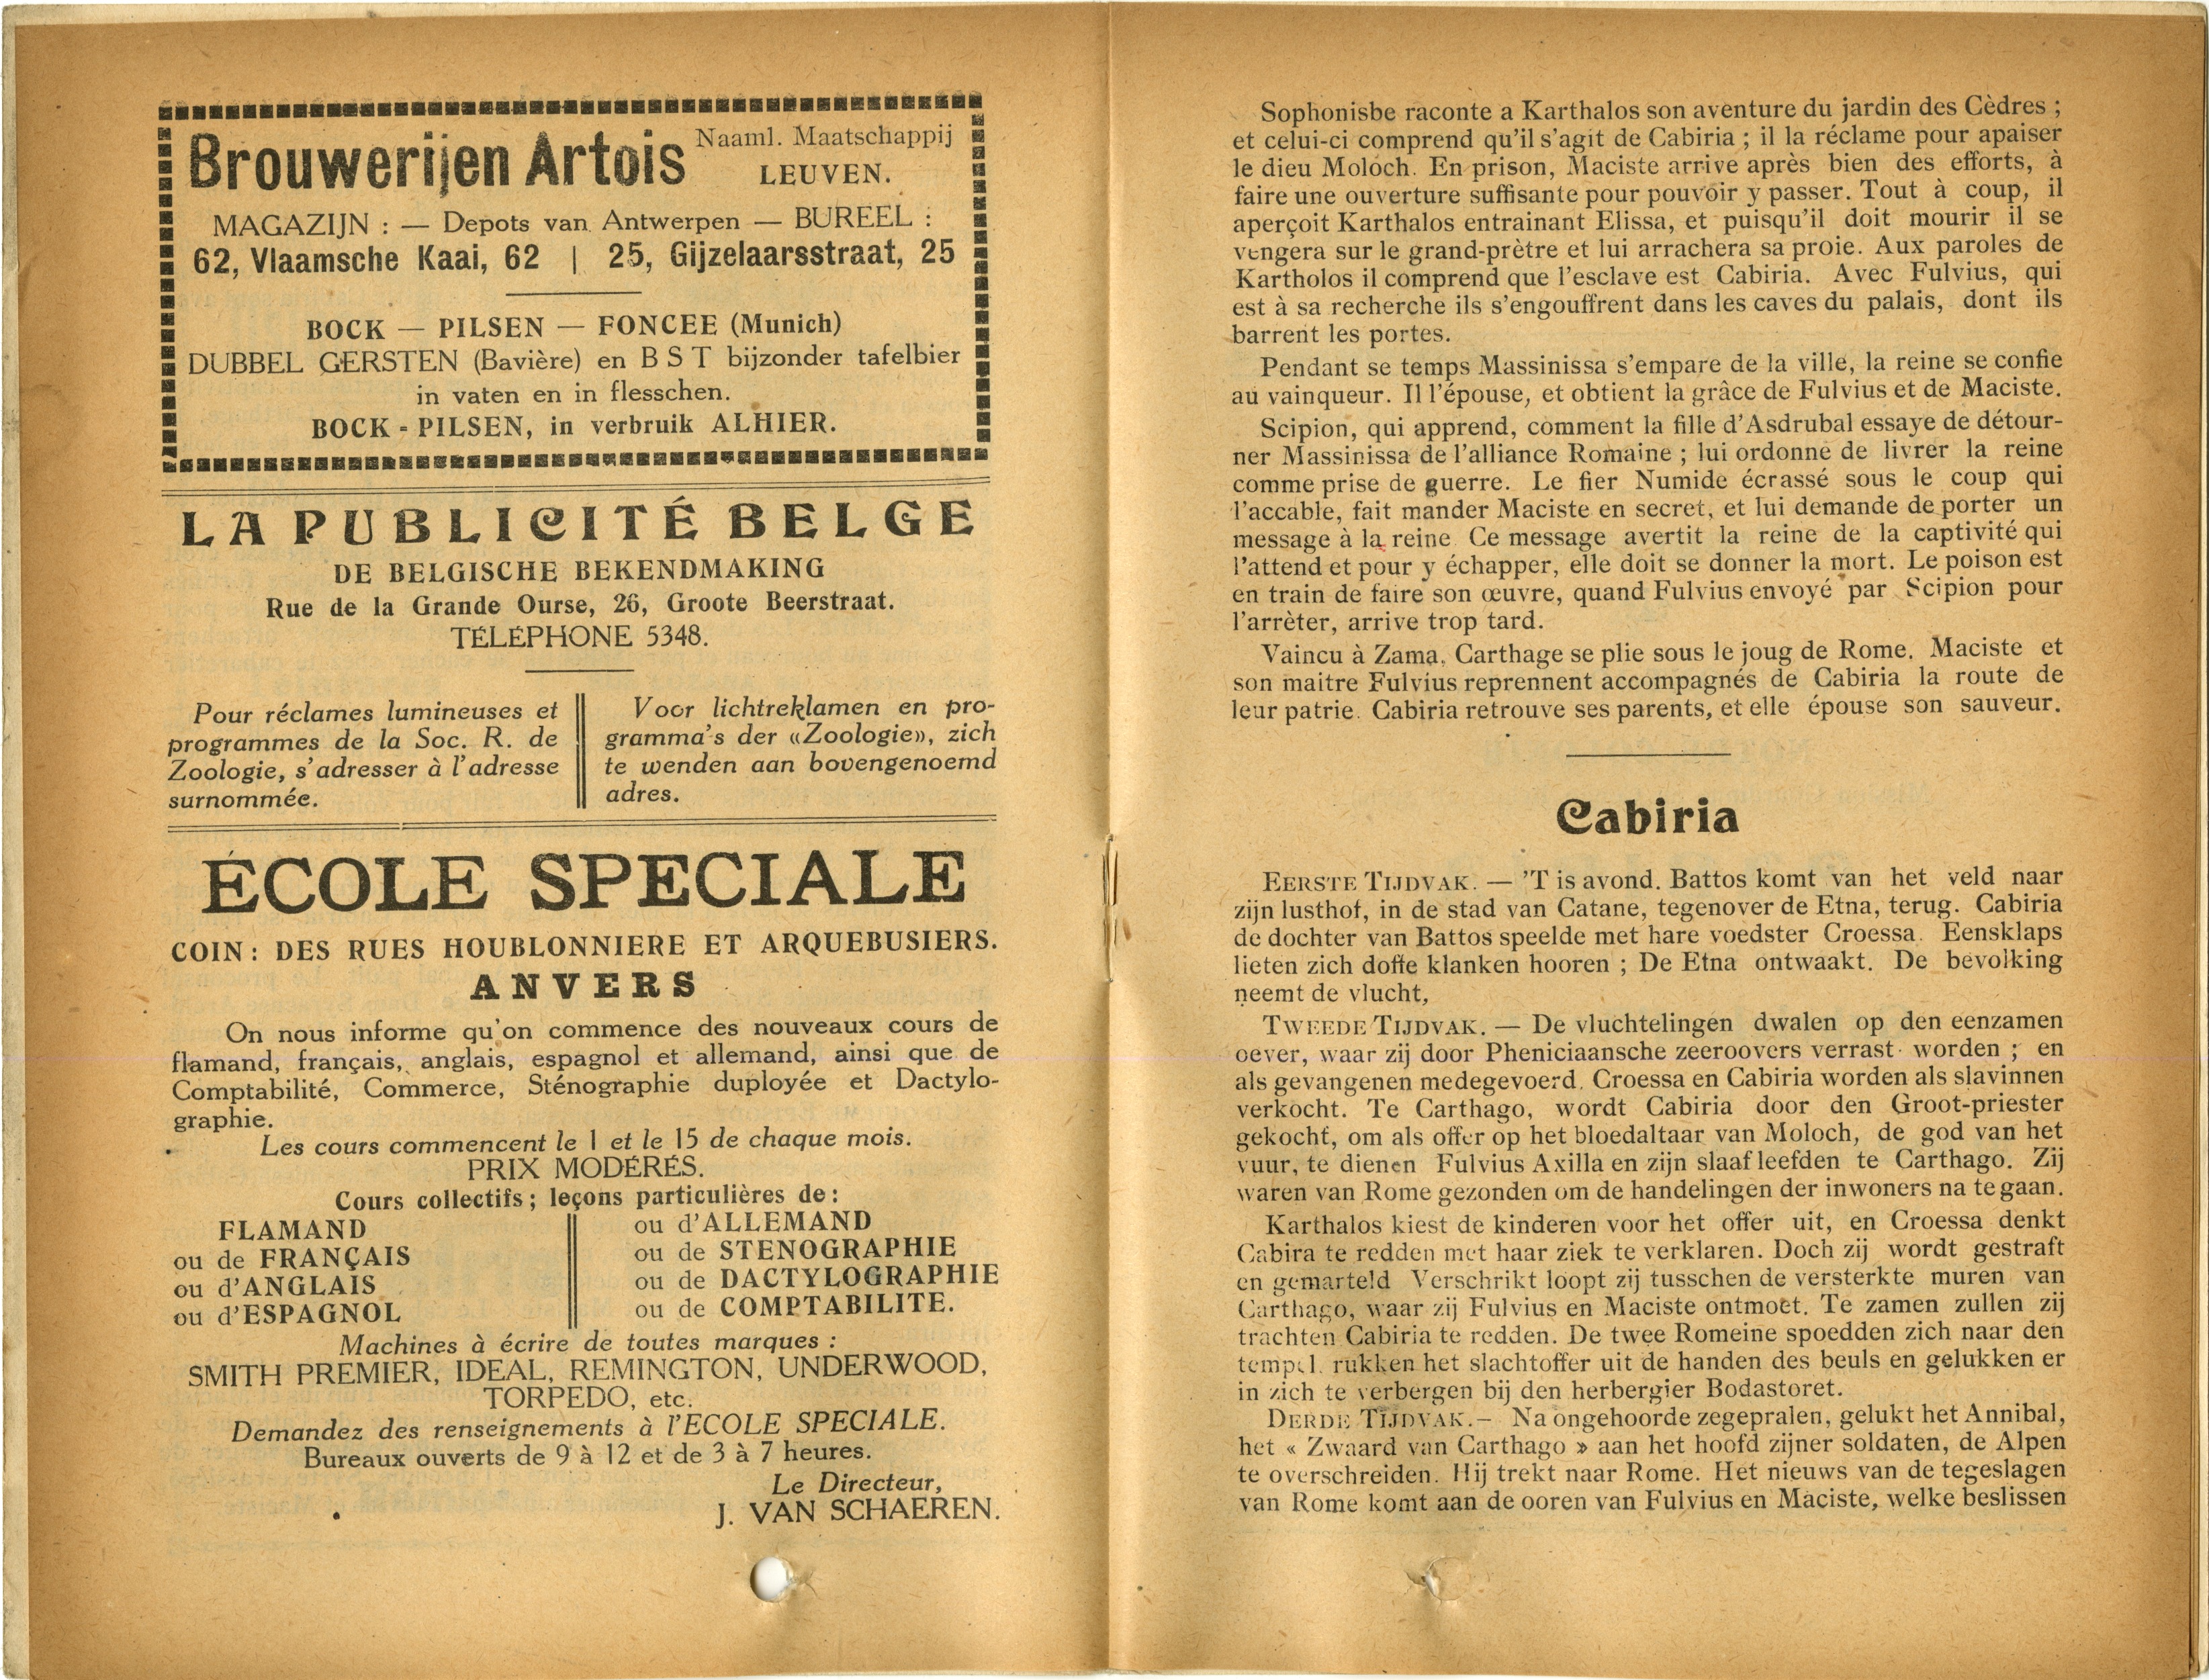 Brouwerijen Artois Naaml. Maatschappij
LEUVEN.
MAGAZIJN : — Depots van Antwerpen — BUREEL :
62, Vlaamsche Kaai, 62 | 25, Gijzelaarsstraat, 25
BOCK — PILSEN — FONCEE (Munich)
DUBBEL GERSTEN (Bavière) en B S T bijzonder tafelbier
in vaten en in flesschen.
BOCK - PILSEN, in verbruik ALHIER.
LA PUBLICITÉ BELGE
DE BELGISCHE BEKENDMAKING
Rue de la Grande Ourse, 26, Groote Beerstraat.
TÉLÉPHONE 5348.
Pour réclames lumineuses et
programmes de la Soc. R. de
Zoologie, s'adresser à l'adresse
surnommée.
Voor lichtreklamen en pro-
gramma's der «Zoologie», zich
te wenden aan bovengenoemd
adres.
ÉCOLE SPECIALE
COIN : DES RUES HOUBLONNIERE ET ARQUEBUSIERS.
ANVERS
On nous informe qu'on commence des nouveaux cours de
flamand, français, anglais, espagnol et allemand, ainsi que de
Comptabilité, Commerce, Sténographie duployée et Dactylo-
graphie.
Les cours commencent le 1 et le 15 de chaque mois.
PRIX MODÉRÉS.
Cours collectifs ; leçons particulières de :
FLAMAND
ou de FRANÇAIS
ou d'ANGLAIS
ou d'ESPAGNOL
ou d'ALLEMAND
ou de STENOGRAPHIE
ou de DACTYLOGRAPHIE
ou de COMPTABILITE.
Machines à écrire de toutes marques :
SMITH PREMIER, IDEAL, REMINGTON, UNDERWOOD,
TORPEDO, etc.
Demandez des renseignements à l'ECOLE SPECIALE.
Bureaux ouverts de 9 à 12 et de 3 à 7 heures.
Le Directeur,
J. VAN SCHAEREN.
Sophonisbe raconte a Karthalos son aventure du jardin des Cèdres ;
et celui-ci comprend qu'il s'agit de Cabiria ; il la réclame pour apaiser
le dieu Moloch. En prison, Maciste arrive après bien des efforts, à
faire une ouverture suffisante pour pouvoir y passer. Tout à coup, il
aperçoit Karthalos entrainant Elissa, et puisqu'il doit mourir il se
vengera sur le grand-prètre et lui arrachera sa proie. Aux paroles de
Kartholos il comprend que l'esclave est Cabiria. Avec Fulvius, qui
est à sa recherche ils s'engouffrent dans les caves du palais, dont ils
barrent les portes.
Pendant se temps Massinissa s'empare de la ville, la reine se confie
au vainqueur. Il l'épouse, et obtient la grâce de Fulvius et de Maciste.
Scipion, qui apprend, comment la fille d'Asdrubal essaye de détour-
ner Massinissa de l'alliance Romaine ; lui ordonne de livrer la reine
comme prise de guerre. Le fier Numide écrassé sous le coup qui
l'accable, fait mander Maciste en secret, et lui demande de porter un
message à la reine. Ce message avertit la reine de la captivité qui
l'attend et pour y échapper, elle doit se donner la mort. Le poison est
en train de faire son œuvre, quand Fulvius envoyé par Scipion pour
l'arrèter, arrive trop tard.
Vaincu à Zama, Carthage se plie sous le joug de Rome. Maciste et
son maitre Fulvius reprennent accompagnés de Cabiria la route de
leur patrie. Cabiria retrouve ses parents, et elle épouse son sauveur.
Cabiria
EERSTE TIJDVAK. — 'T is avond. Battos komt van het veld naar
zijn lusthof, in de stad van Catane, tegenover de Etna, terug. Cabiria
de dochter van Battos speelde met hare voedster Croessa. Eensklaps
lieten zich doffe klanken hooren ; De Etna ontwaakt. De bevolking
neemt de vlucht,
TWEEDE TIJDVAK. — De vluchtelingen dwalen op den eenzamen
oever, waar zij door Pheniciaansche zeeroovers verrast worden ; en
als gevangenen medegevoerd. Croessa en Cabiria worden als slavinnen
verkocht. Te Carthago, wordt Cabiria door den Groot-priester
gekocht, om als offer op het bloedaltaar van Moloch, de god van het
vuur, te dienen Fulvius Axilla en zijn slaaf leefden te Carthago. Zij
waren van Rome gezonden om de handelingen der inwoners na te gaan.
Karthalos kiest de kinderen voor het offer uit, en Croessa denkt
Cabira te redden met haar ziek te verklaren. Doch zij wordt gestraft
en gemarteld Verschrikt loopt zij tusschen de versterkte muren van
Carthago, waar zij Fulvius en Maciste ontmoet. Te zamen zullen zij
trachten Cabiria te redden. De twee Romeine spoedden zich naar den
tempel. rukken het slachtoffer uit de handen des beuls en gelukken er
in zich te verbergen bij den herbergier Bodastoret.
DERDE TIJDVAK.— Na ongehoorde zegepralen, gelukt het Annibal,
het « Zwaard van Carthago » aan het hoofd zijner soldaten, de Alpen
te overschreiden. Hij trekt naar Rome. Het nieuws van de tegeslagen
van Rome komt aan de ooren van Fulvius en Maciste, welke beslissen